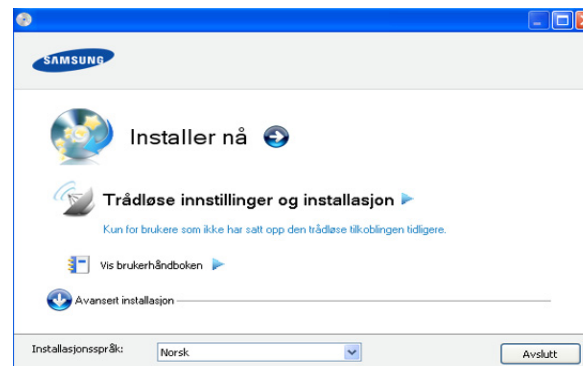 SAMSUNG
Installer nå
Trådløse innstillinger og installasjon
Kun for brukere som ikke har satt opp den trådløse tilkoblingen tidligere.
Vis brukerhåndboken
Avansert installasjon
Installasjonsspråk:
Norsk
Avslutt